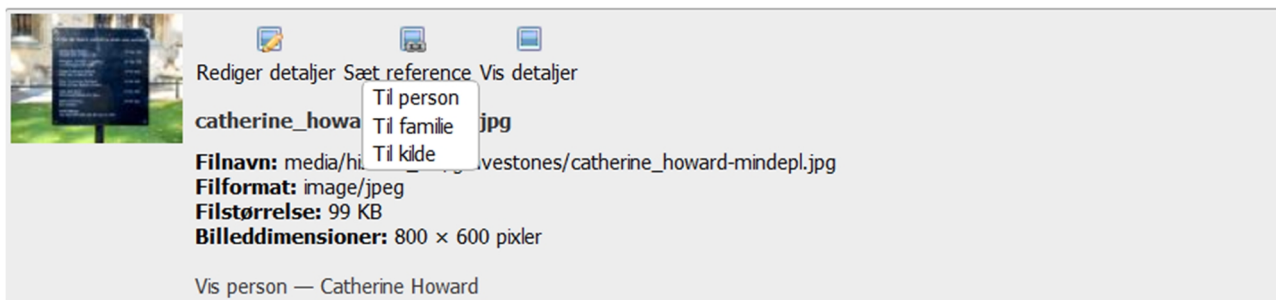 Rediger detaljer Sæt reference Vis detaljer
Til person
catherine_howa jpg
Til familie
Til kilde
Filnavn: media/hi vestones/catherine_howard-mindepl.jpg
Filformat: image/jpeg
Filstørrelse: 99 KB
Billeddimensioner: 800 × 600 pixler
Vis person — Catherine Howard